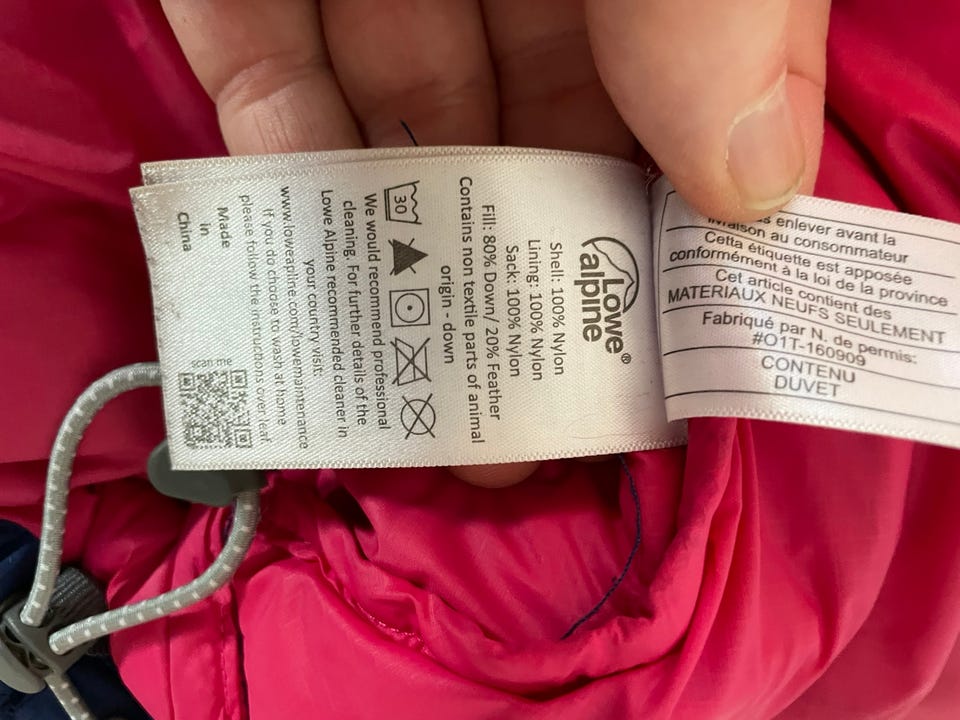 Lowe
alpine®
Shell: 100% Nylon
Lining: 100% Nylon
Sack: 100% Nylon
Fill: 80% Down/ 20% Feather
Contains non textile parts of animal
origin - down
30
We would recommend professional
cleaning. For further details of the
Lowe Alpine recommended cleaner in
your country visit:
www.lowealpine.com/lowemaintenance
If you do choose to wash at home
please follow the instructions over leaf
scan me
Made
in
China
enlever avant la
livraison au consommateur
Cetta étiquette est apposée
conformément à la loi de la province
Cet article contient des
MATERIAUX NEUFS SEULEMENT
Fabriqué par N. de permis:
#O1T-160909
CONTENU
DUVET